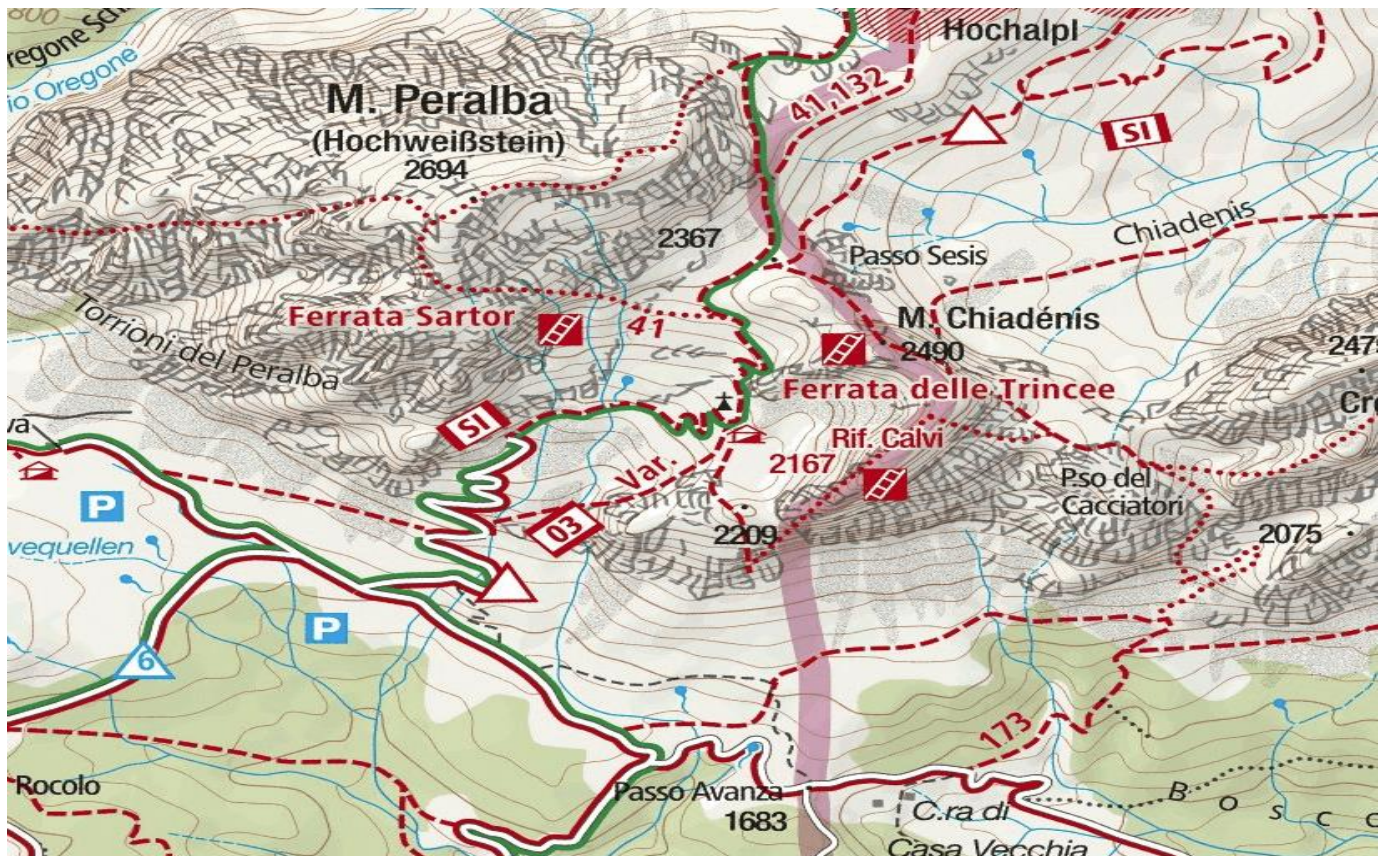 800
Hochalpl
io Oregone
M. Peralba
(Hochweißstein)
2694
41,132
SI
2367
Passo Sesis
Chiadenis
Ferrata Sartor
41
M. Chiadénis
2490
Torrioni del Peralba
Ferrata delle Trincee
SI
Rif. Calvi
2167
Var.
P.so del
Cacciatori
P
03
2209
2075
vequellen
P
6
173
Rocolo
Passo Avanza
1683
C.ra di
Casa Vecchia
Bosc